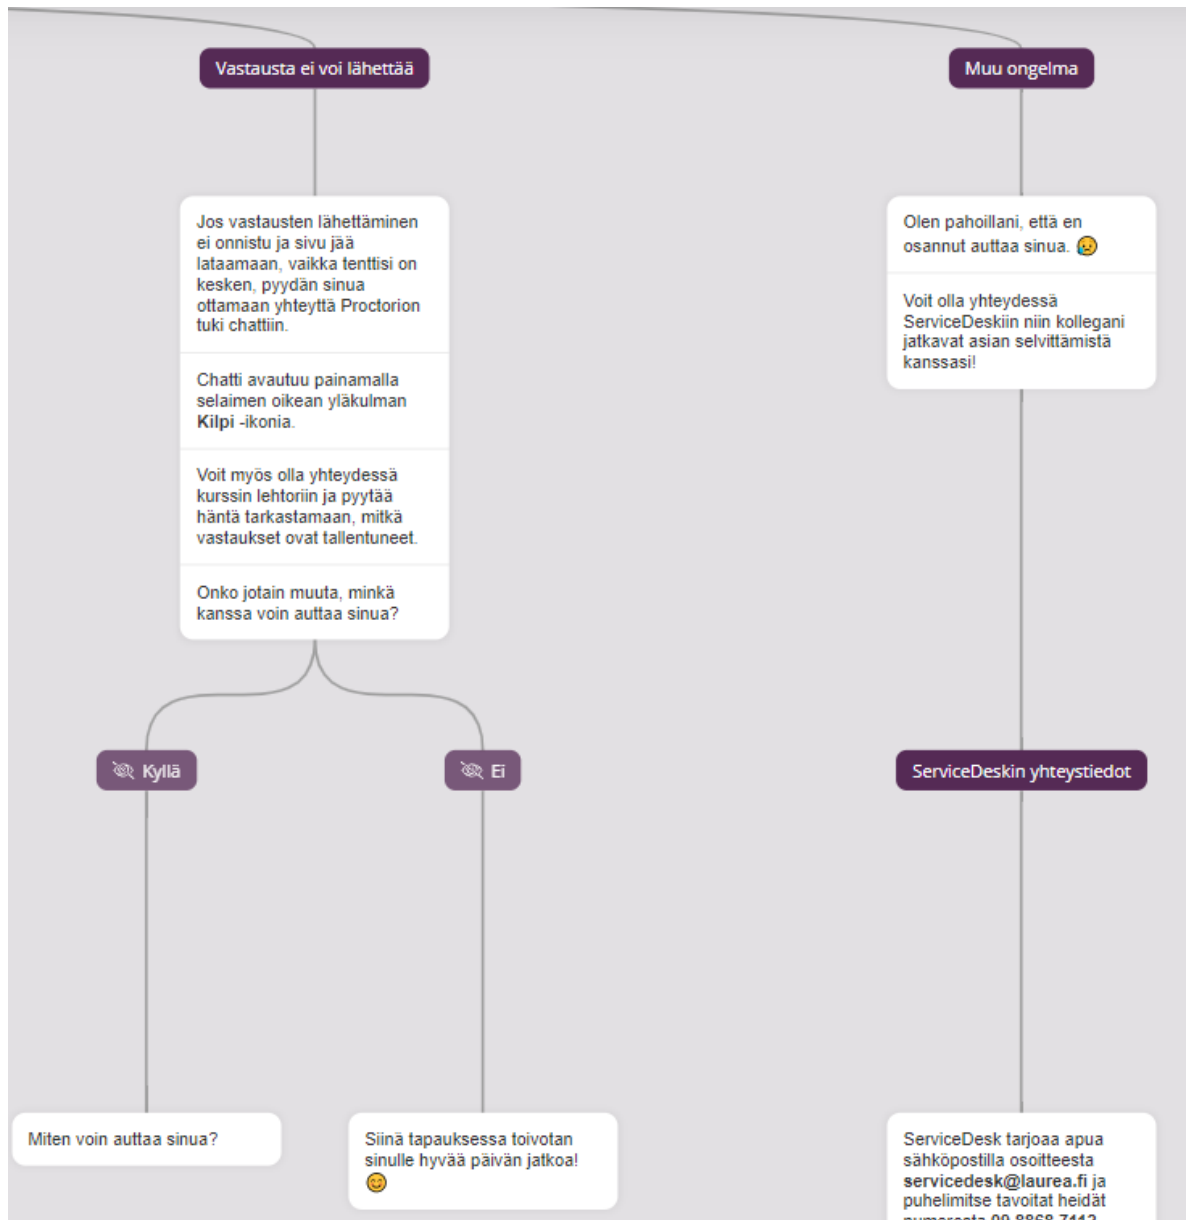 Vastausta ei voi lähettää
Jos vastausten lähettäminen
ei onnistu ja sivu jää
lataamaan, vaikka tenttisi on
kesken, pyydän sinua
ottamaan yhteyttä Proctorion
tuki chattiin.
Chatti avautuu painamalla
selaimen oikean yläkulman
Kilpi -ikonia.
Voit myös olla yhteydessä
kurssin lehtoriin ja pyytää
häntä tarkastamaan, mitkä
vastaukset ovat tallentuneet.
Onko jotain muuta, minkä
kanssa voin auttaa sinua?
Kyllä
Ei
Miten voin auttaa sinua?
Siinä tapauksessa toivotan
sinulle hyvää päivän jatkoa!
Muu ongelma
Olen pahoillani, että en
osannut auttaa sinua.
Voit olla yhteydessä
ServiceDeskiin niin kollegani
jatkavat asian selvittämistä
kanssasi!
ServiceDeskin yhteystiedot
ServiceDesk tarjoaa apua
sähköpostilla osoitteesta
servicedesk@laurea.fi ja
puhelimitse tavoitat heidät